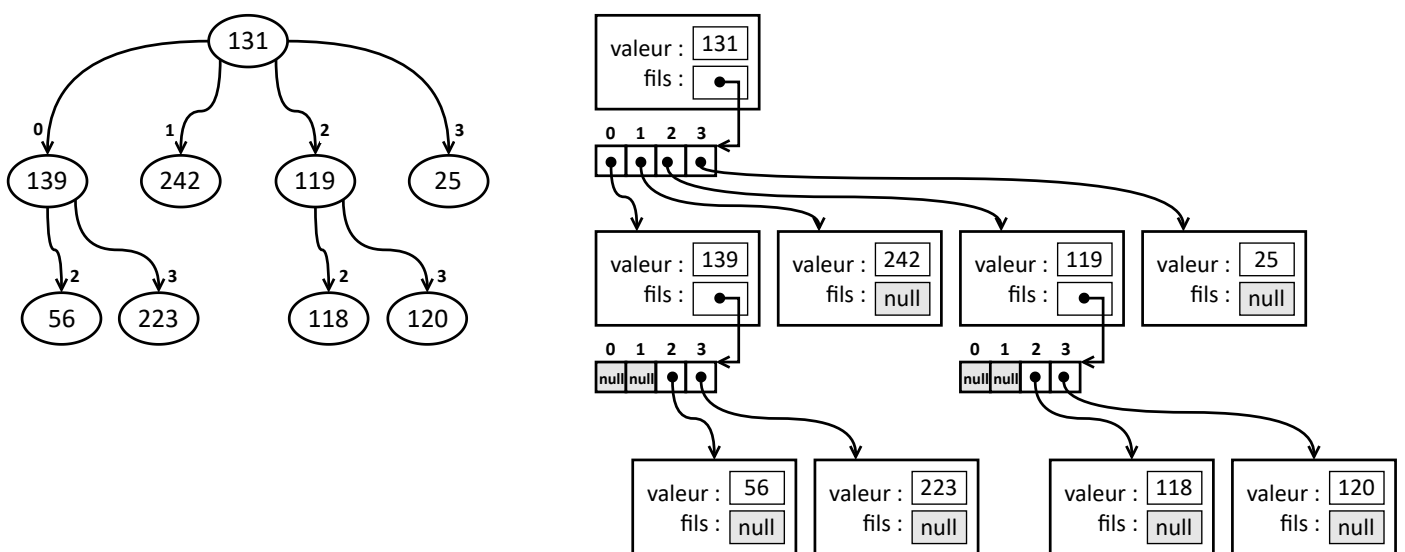 131
0 1 2 3
139 242 119 25
2 3 2 3
56 223 118 120
valeur : 131
fils :
0 1 2 3
valeur : 139
fils :
valeur : 242
fils : null
valeur : 119
fils :
valeur : 25
fils : null
0 1 2 3
null null
0 1 2 3
null null
valeur : 56
fils : null
valeur : 223
fils : null
valeur : 118
fils : null
valeur : 120
fils : null